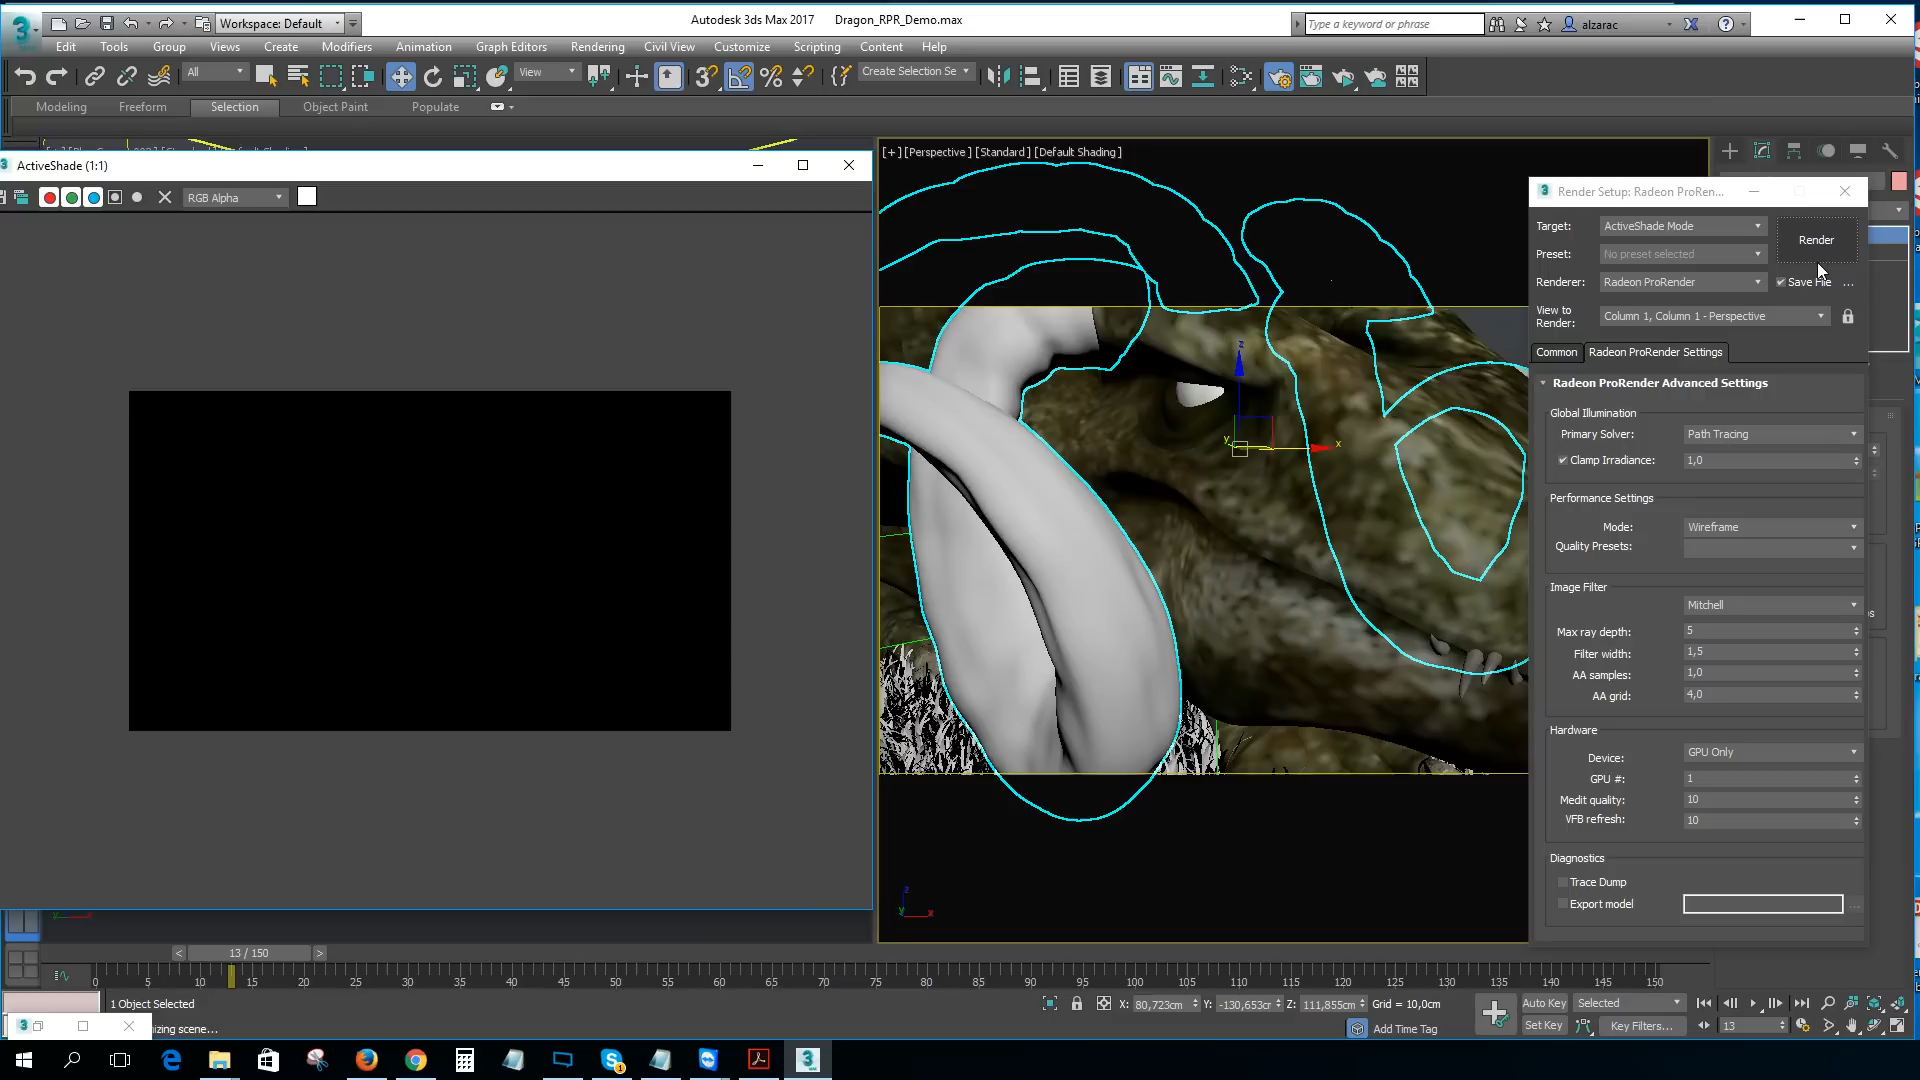 Workspace: Default
Autodesk 3ds Max 2017 Dragon_RPR_Demo.max
Type a keyword or phrase
alzarac
Edit Tools Group Views Create Modifiers Animation Graph Editors Rendering Civil View Customize Scripting Content Help
All
View
Create Selection Se
Modeling Freeform Selection Object Paint Populate
ActiveShade (1:1)
RGB Alpha
[+] [Perspective] [Standard] [Default Shading]
z
y
x
Render Setup: Radeon ProRen...
Target: ActiveShade Mode
Render
Preset: No preset selected
Renderer: Radeon ProRender
Save File ...
View to
Render:
Column 1, Column 1 - Perspective
Common Radeon ProRender Settings
Radeon ProRender Advanced Settings
Global Illumination
Primary Solver: Path Tracing
Clamp Irradiance: 1,0
Performance Settings
Mode: Wireframe
Quality Presets:
Image Filter
Mitchell
Max ray depth: 5
Filter width: 1,5
AA samples: 1,0
AA grid: 4,0
Hardware
Device: GPU Only
GPU #: 1
Medit quality: 10
VFB refresh: 10
Diagnostics
Trace Dump
Export model ...
z
y
x
< 13 / 150 >
0 5 10 15 20 25 30 35 40 45 50 55 60 65 70 75 80 85 90 95 100 105 110 115 120 125 130 135 140 145 150
1 Object Selected
X: 80,723cm Y: -130,653cm Z: 111,855cm Grid = 10,0cm
Auto Key Selected
nizing scene...
Add Time Tag
Set Key Key Filters...
13